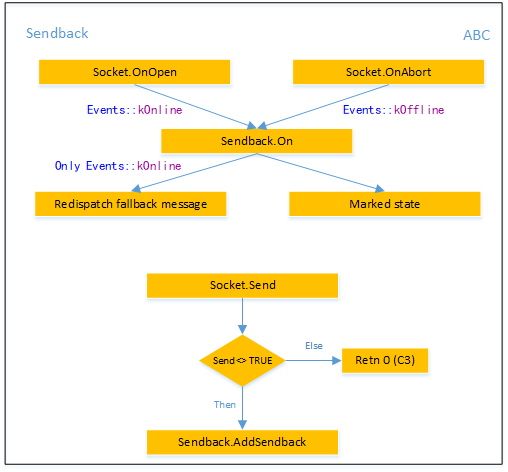 Sendback
ABC
Socket.OnOpen
Socket.OnAbort
Events::kOnline
Events::kOffline
Sendback.On
Only Events::kOnline
Redispatch fallback message
Marked state
Socket.Send
Send <> TRUE
Else
Retn 0 (C3)
Then
Sendback.AddSendback